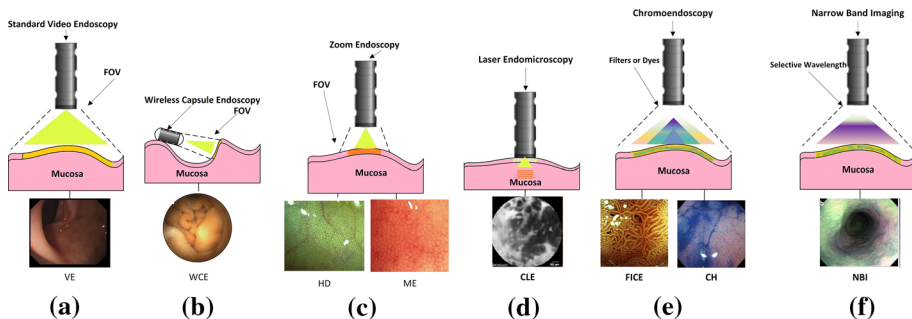 Standard Video Endoscopy
FOV
Mucosa
VE
(a)
Wireless Capsule Endoscopy
FOV
Mucosa
WCE
(b)
Zoom Endoscopy
FOV
Mucosa
HD
ME
(c)
Laser Endomicroscopy
Mucosa
CLE
(d)
Chromoendoscopy
Filters or Dyes
Mucosa
FICE
CH
(e)
Narrow Band Imaging
Selective Wavelength
Mucosa
NBI
(f)